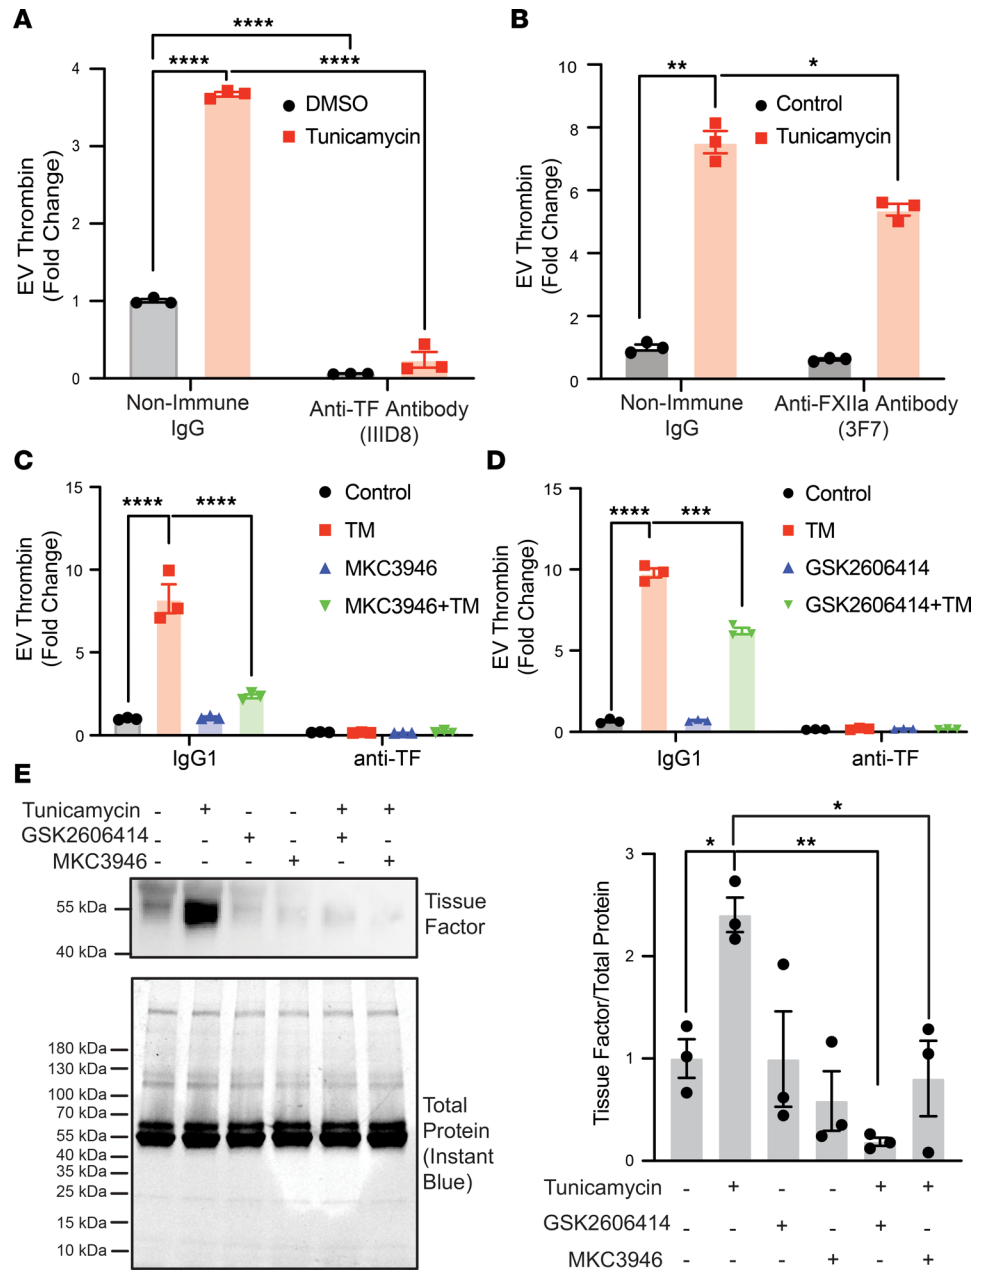 A
****
****
****
EV Thrombin
(Fold Change)
4
3
2
1
0
DMSO
Tunicamycin
Non-Immune
IgG
Anti-TF Antibody
(IIID8)
B
**
*
EV Thrombin
(Fold Change)
10
8
6
4
2
0
Control
Tunicamycin
Non-Immune
IgG
Anti-FXIIa Antibody
(3F7)
C
****
****
EV Thrombin
(Fold Change)
15
10
5
0
Control
TM
MKC3946
MKC3946+TM
IgG1
anti-TF
D
****
***
EV Thrombin
(Fold Change)
15
10
5
0
Control
TM
GSK2606414
GSK2606414+TM
IgG1
anti-TF
E
Tunicamycin - + - - + +
GSK2606414 - - + - + -
MKC3946 - - - + - +
55 kDa
40 kDa
Tissue
Factor
180 kDa
130 kDa
100 kDa
70 kDa
55 kDa
40 kDa
35 kDa
25 kDa
15 kDa
10 kDa
Total
Protein
(Instant
Blue)
*
*
**
Tissue Factor/Total Protein
3
2
1
0
Tunicamycin - + - - + +
GSK2606414 - - + - + -
MKC3946 - - - + - +